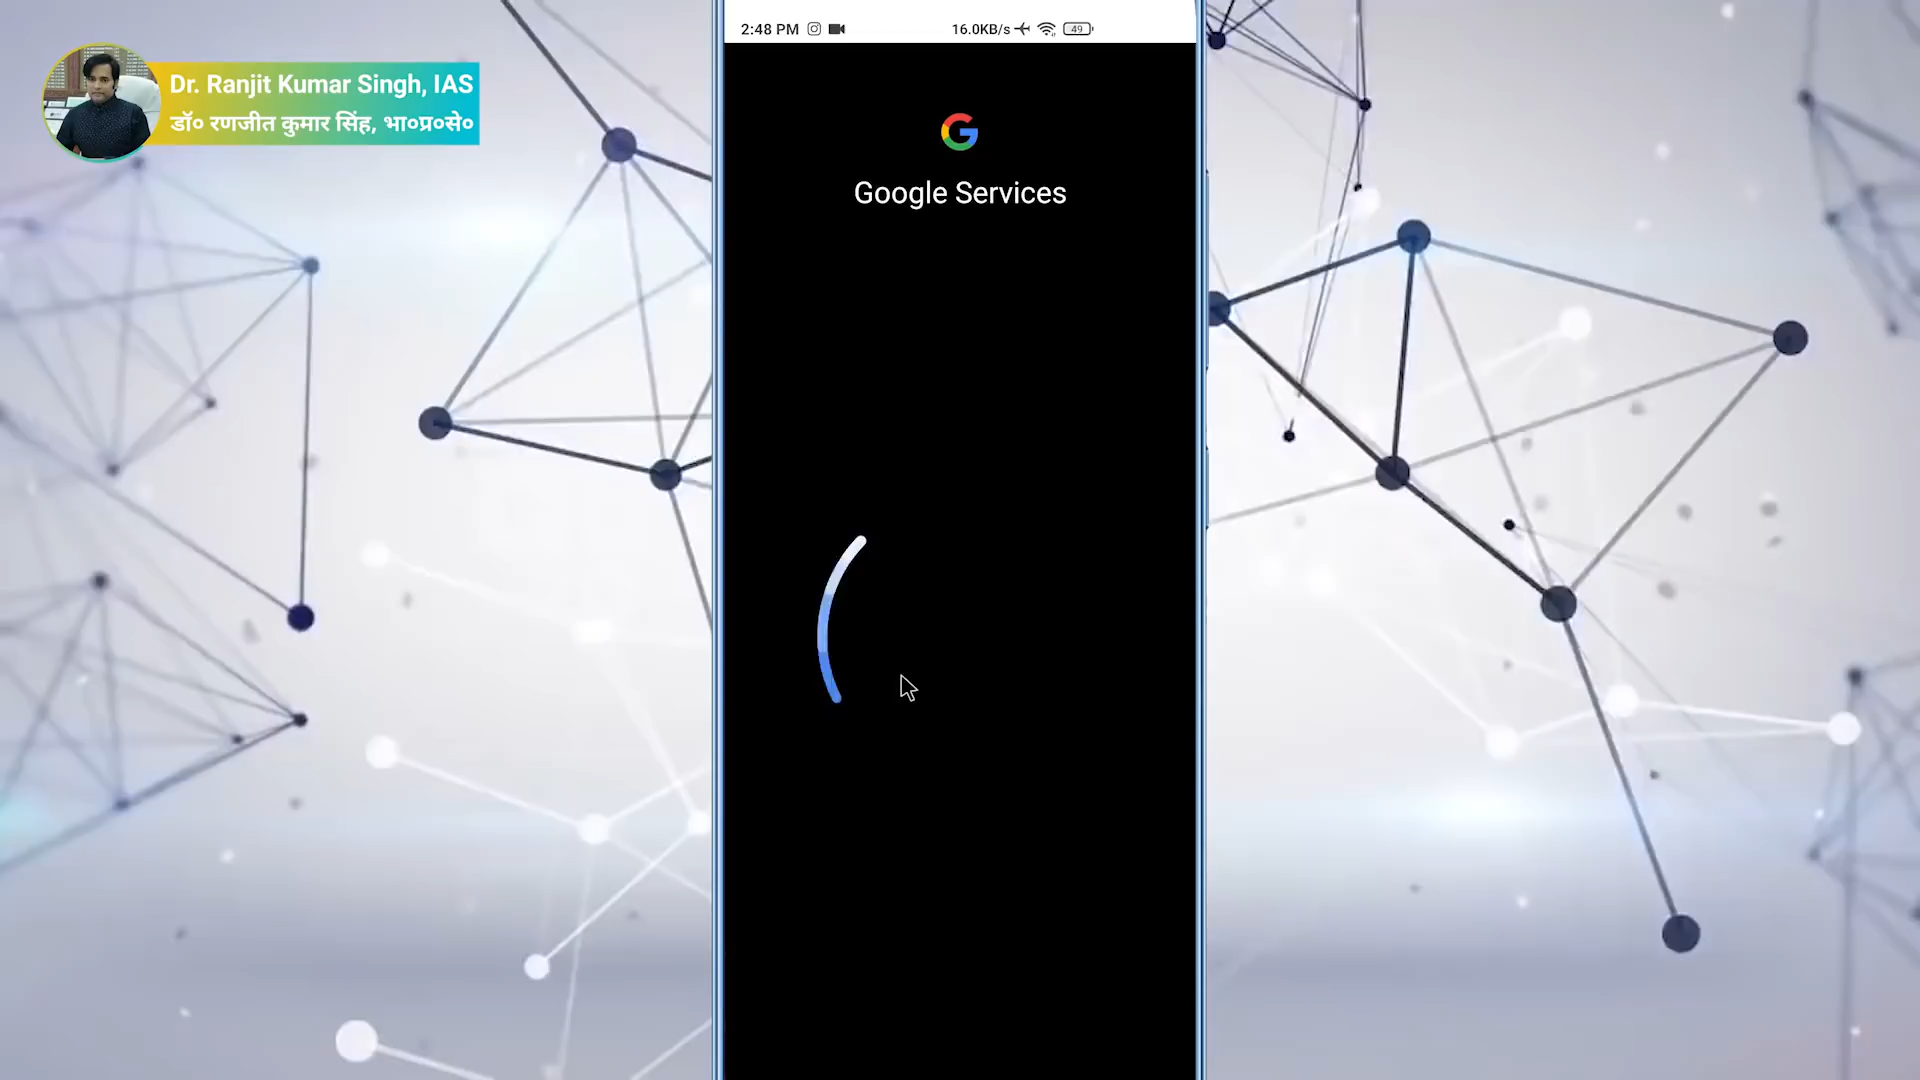 Dr. Ranjit Kumar Singh, IAS
डॉ० रणजीत कुमार सिंह, भा०प्र०से०
2:48 PM 16.0KB/s 49
Google Services